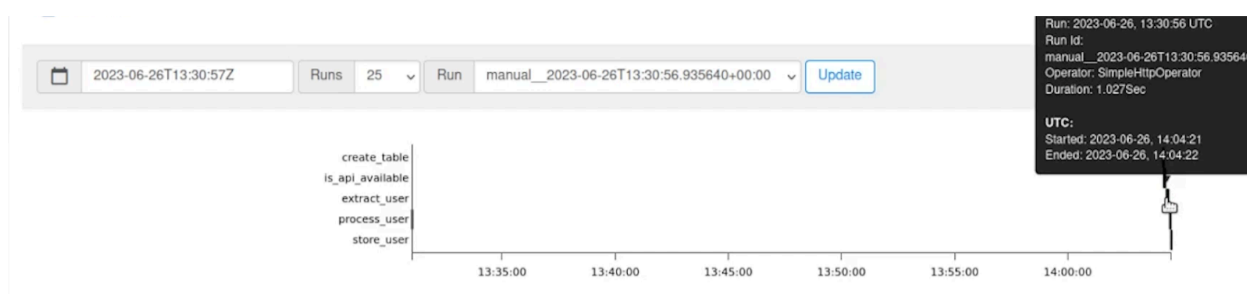 Run: 2023-06-26, 13:30:56 UTC
Run Id:
manual__2023-06-26T13:30:56.93564
Operator: SimpleHttpOperator
Duration: 1.027Sec
UTC:
Started: 2023-06-26, 14:04:21
Ended: 2023-06-26, 14:04:22
2023-06-26T13:30:57Z Runs 25 Run manual__2023-06-26T13:30:56.935640+00:00 Update
create_table
is_api_available
extract_user
process_user
store_user
13:35:00 13:40:00 13:45:00 13:50:00 13:55:00 14:00:00